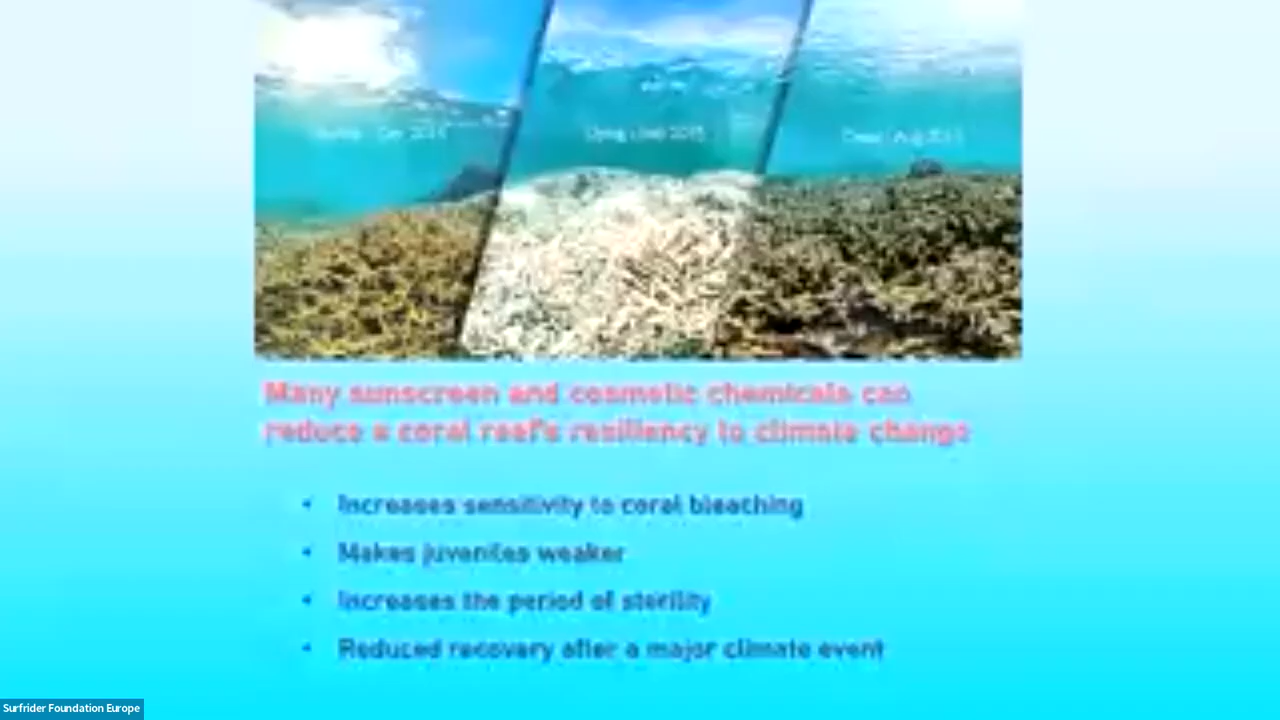 Many sunscreen and cosmetic chemicals can
reduce a coral reef's resiliency to climate change
• Increases sensitivity to coral bleaching
• Makes juveniles weaker
• Increases the period of sterility
• Reduced recovery after a major climate event
Surfrider Foundation Europe